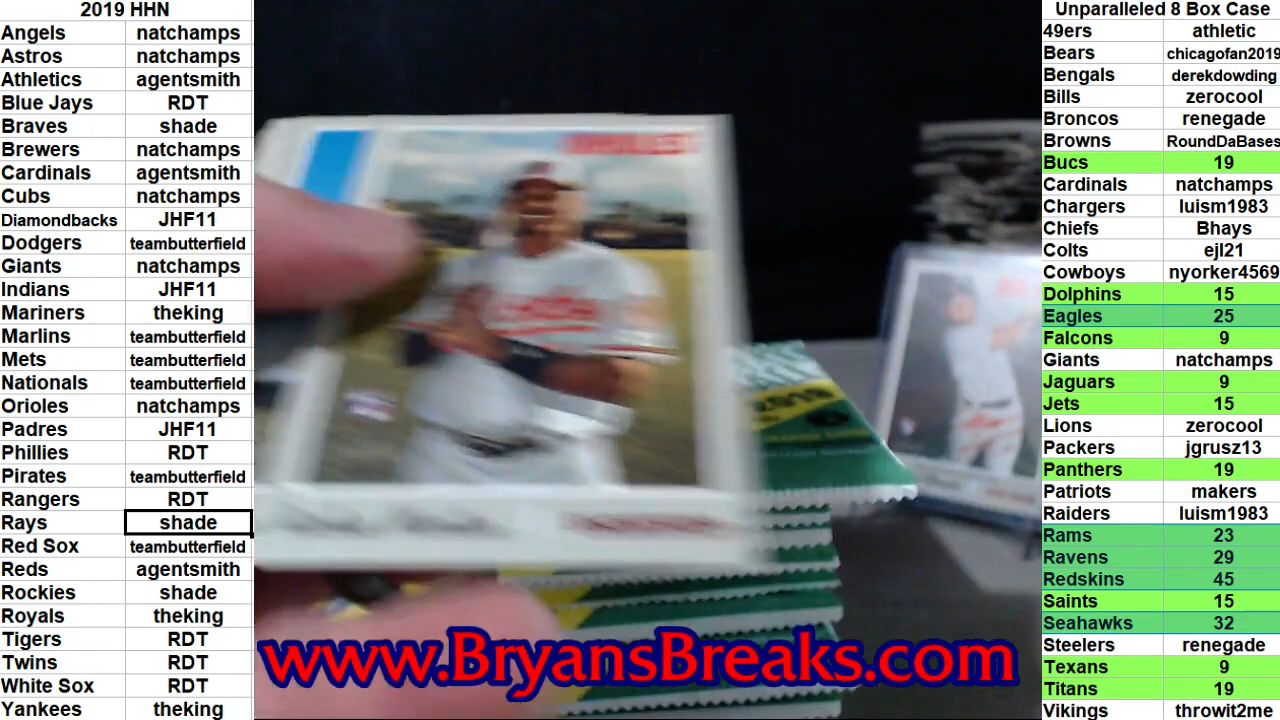 2019 HHN
Angels natchamps
Astros natchamps
Athletics agentsmith
Blue Jays RDT
Braves shade
Brewers natchamps
Cardinals agentsmith
Cubs natchamps
Diamondbacks JHF11
Dodgers teambutterfield
Giants natchamps
Indians JHF11
Mariners theking
Marlins teambutterfield
Mets teambutterfield
Nationals teambutterfield
Orioles natchamps
Padres JHF11
Phillies RDT
Pirates teambutterfield
Rangers RDT
Rays shade
Red Sox teambutterfield
Reds agentsmith
Rockies shade
Royals theking
Tigers RDT
Twins RDT
White Sox RDT
Yankees theking
2019
www.BryansBreaks.com
Unparalleled 8 Box Case
49ers athletic
Bears chicagofan2019
Bengals derekdowding
Bills zerocool
Broncos renegade
Browns RoundDaBases
Bucs 19
Cardinals natchamps
Chargers luism1983
Chiefs Bhays
Colts ejl21
Cowboys nyorker4569
Dolphins 15
Eagles 25
Falcons 9
Giants natchamps
Jaguars 9
Jets 15
Lions zerocool
Packers jgrusz13
Panthers 19
Patriots makers
Raiders luism1983
Rams 23
Ravens 29
Redskins 45
Saints 15
Seahawks 32
Steelers renegade
Texans 9
Titans 19
Vikings throwit2me